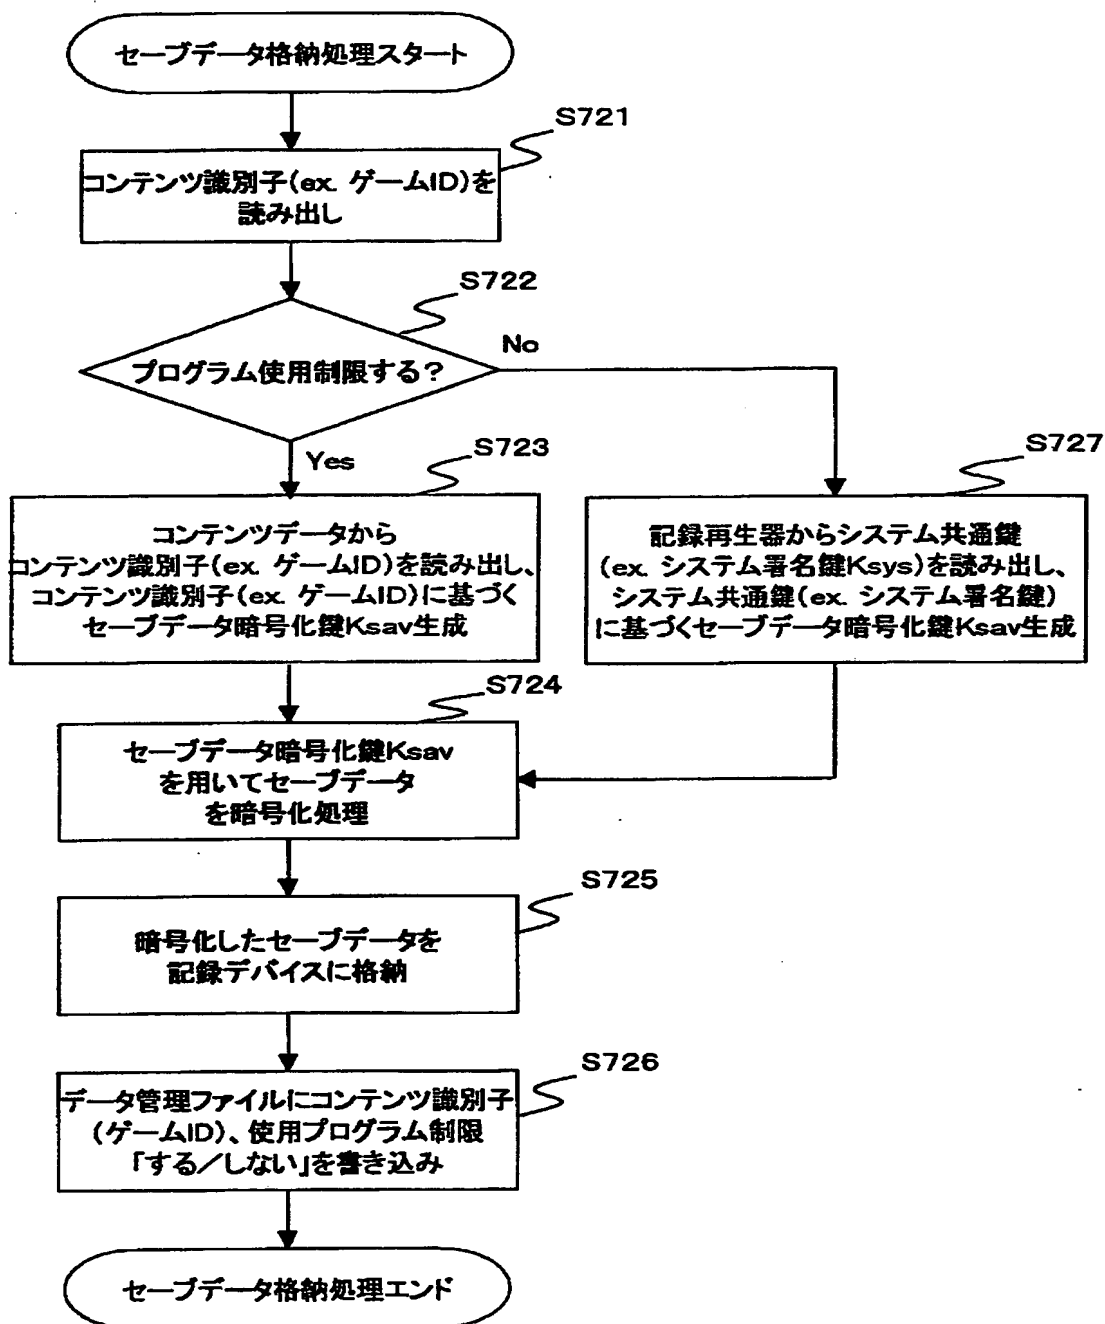 セーブデータ格納処理スタート
S721
コンテンツ識別子(ex. ゲームID)を
読み出し
S722
プログラム使用制限する?
No
Yes
S723
コンテンツデータから
コンテンツ識別子(ex. ゲームID)を読み出し、
コンテンツ識別子(ex. ゲームID)に基づく
セーブデータ暗号化鍵Ksav生成
S727
記録再生器からシステム共通鍵
(ex. システム署名鍵Ksys)を読み出し、
システム共通鍵(ex. システム署名鍵)
に基づくセーブデータ暗号化鍵Ksav生成
S724
セーブデータ暗号化鍵Ksav
を用いてセーブデータ
を暗号化処理
S725
暗号化したセーブデータを
記録デバイスに格納
S726
データ管理ファイルにコンテンツ識別子
(ゲームID)、使用プログラム制限
「する/しない」を書き込み
セーブデータ格納処理エンド